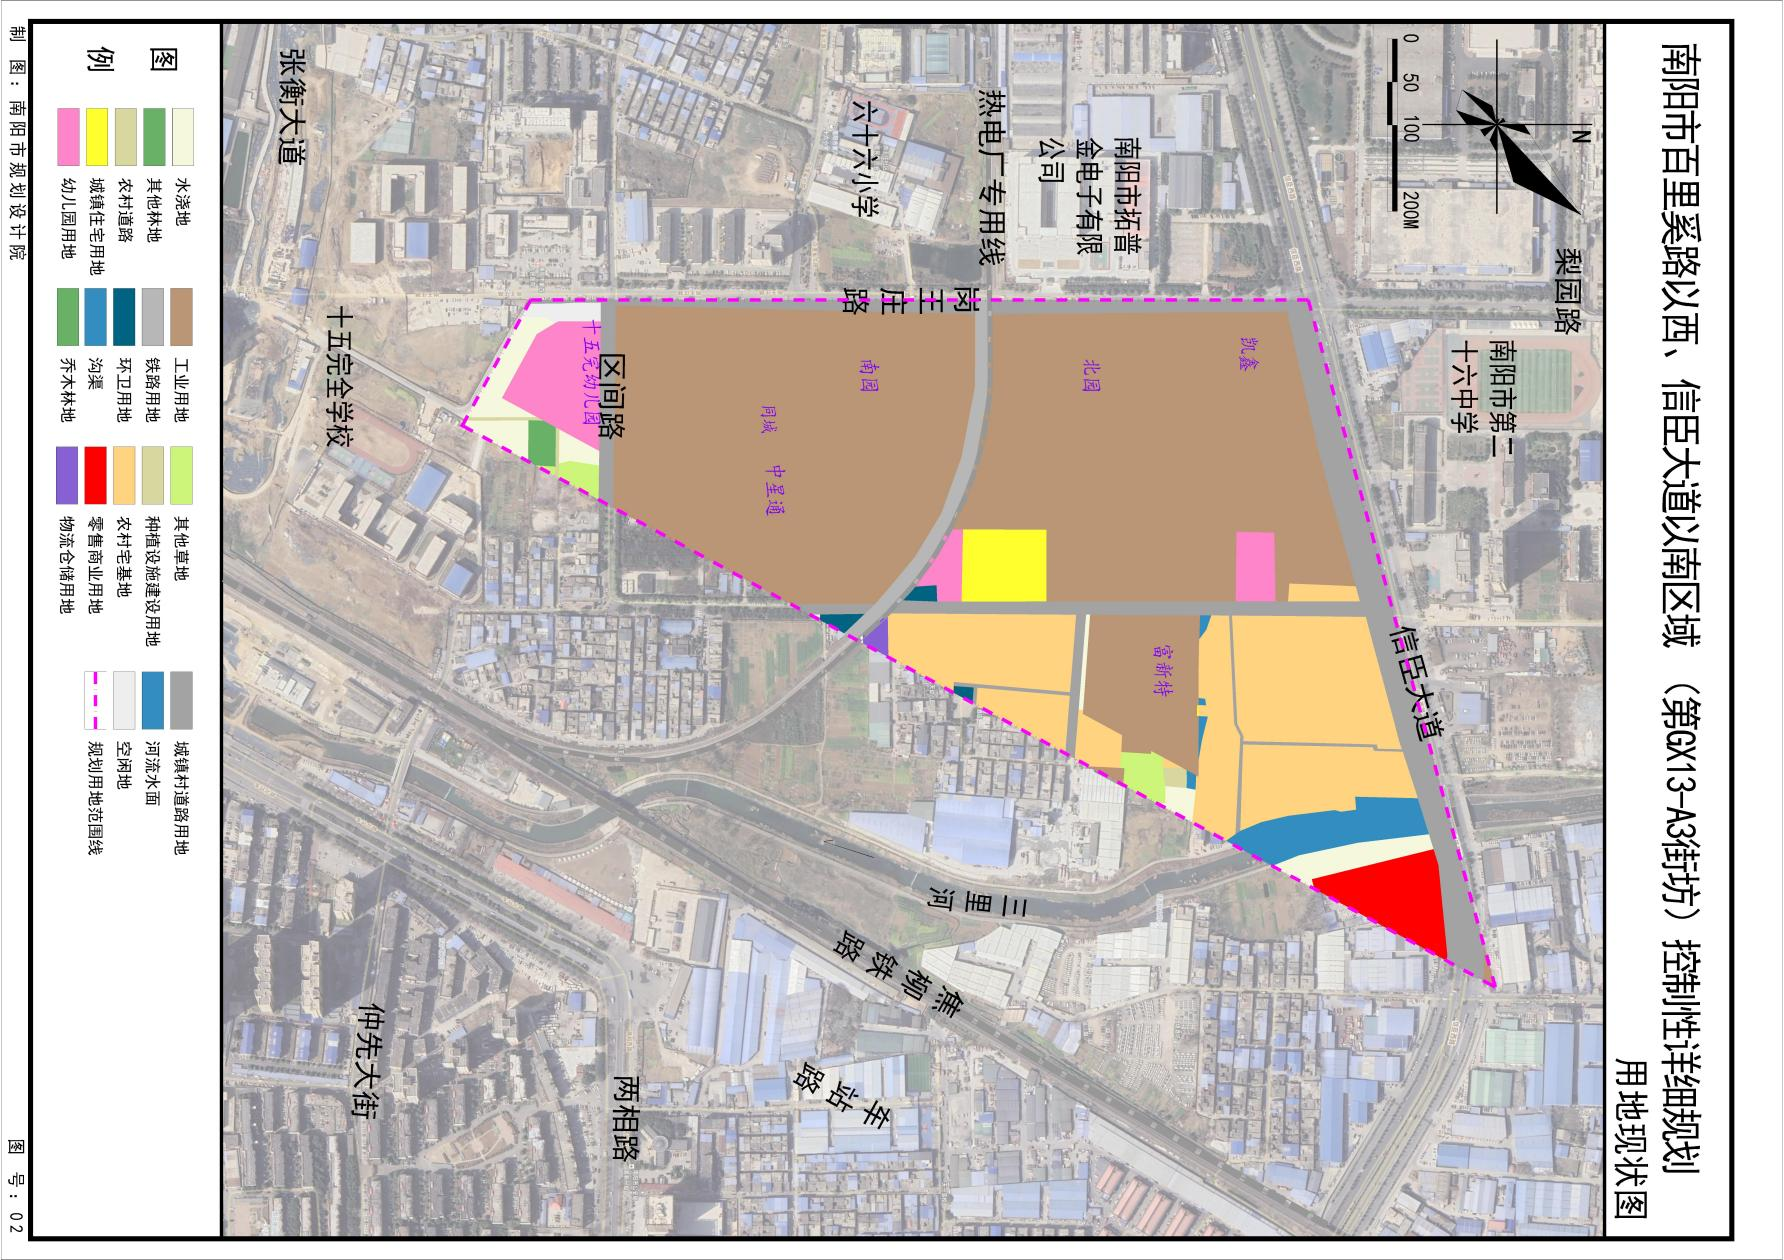 南阳市百里奚路以西、信臣大道以南区域 （第GX13-A3街坊）控制性详细规划
用地现状图
N
0 50 100 200M
梨园路
南阳市第二
十六中学
信臣大道
南阳市拓普
金电子有限
公司
热电厂专用线
六十六小学
岗王庄路
凯鑫
北园
南园
同城
中星通
富新特
区间路
十五完幼儿园
十五完全学校
张衡大道
三里河
焦柳铁路
车站路
两相路
仲先大街
图例
水浇地
其他林地
农村道路
城镇住宅用地
幼儿园用地
工业用地
铁路用地
环卫用地
沟渠
乔木林地
其他草地
种植设施建设用地
农村宅基地
零售商业用地
物流仓储用地
城镇村道路用地
河流水面
空闲地
规划用地范围线
制 图：南阳市规划设计院
图 号：02